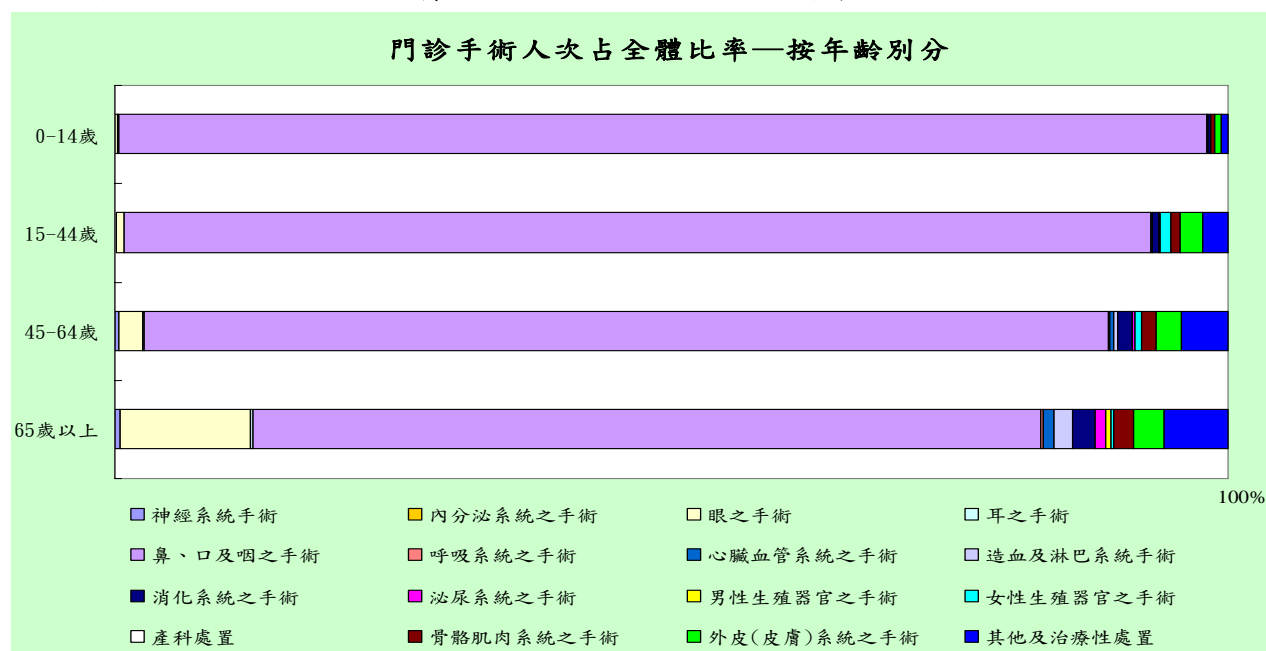 門診手術人次占全體比率—按年齡別分
0-14歲
15-44歲
45-64歲
65歲以上
100%
神經系統手術 內分泌系統之手術 眼之手術 耳之手術
鼻、口及咽之手術 呼吸系統之手術 心臟血管系統之手術 造血及淋巴系統手術
消化系統之手術 泌尿系統之手術 男性生殖器官之手術 女性生殖器官之手術
產科處置 骨骼肌肉系統之手術 外皮(皮膚)系統之手術 其他及治療性處置